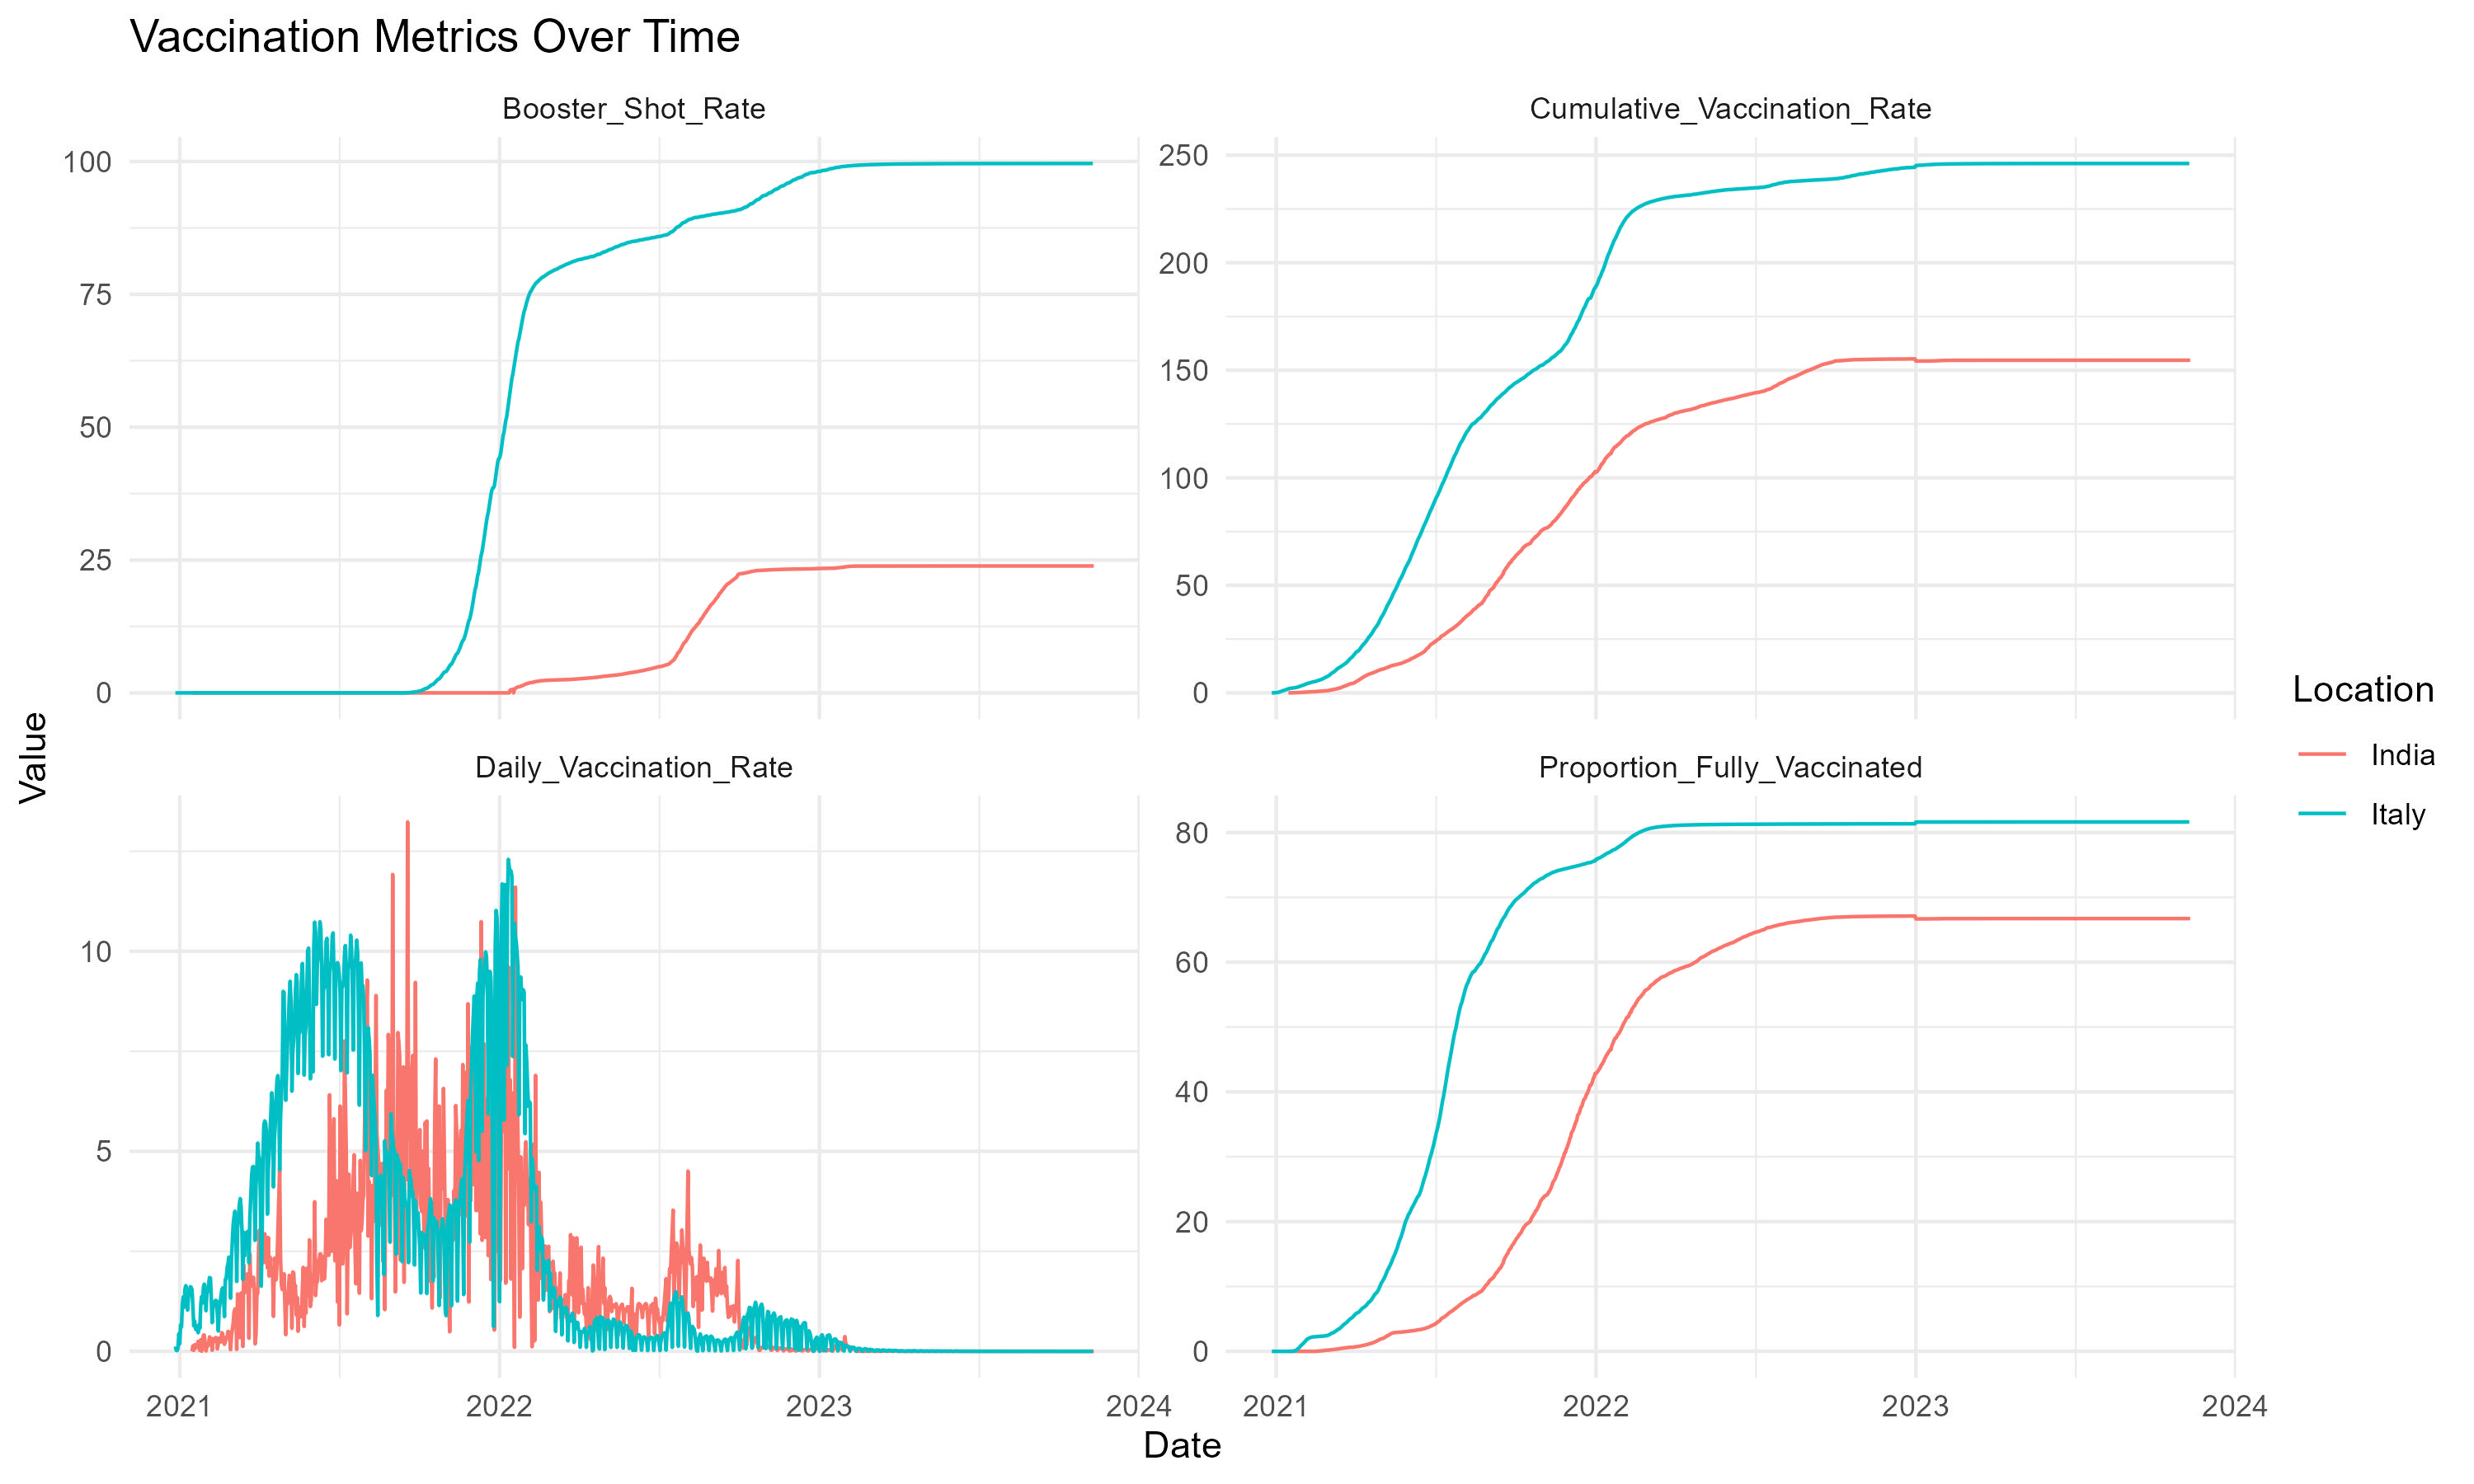 Vaccination Metrics Over Time
Booster_Shot_Rate
Cumulative_Vaccination_Rate
100
75
50
25
0
250
200
150
100
50
0
Value
Daily_Vaccination_Rate
Proportion_Fully_Vaccinated
10
5
0
80
60
40
20
0
2021 2022 2023 2024
2021 2022 2023 2024
Date
Location
India
Italy